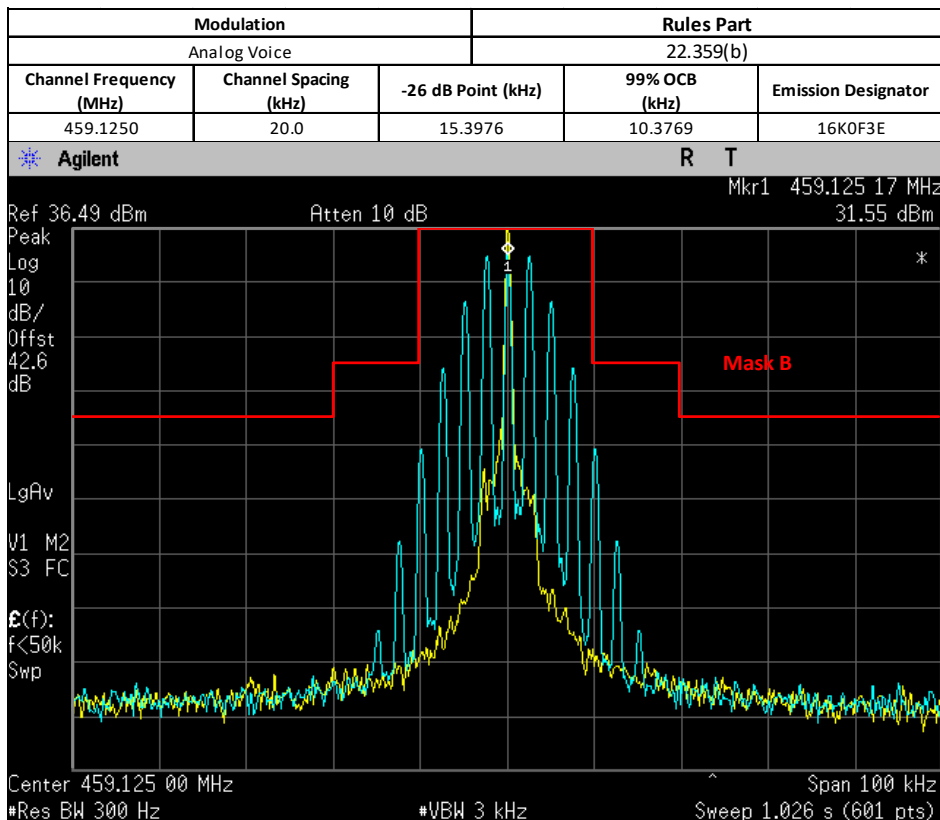 Modulation Rules Part
Analog Voice 22.359(b)
Channel Frequency (MHz) Channel Spacing (kHz) -26 dB Point (kHz) 99% OCB (kHz) Emission Designator
459.1250 20.0 15.3976 10.3769 16K0F3E
Agilent R T
Mkr1 459.125 17 MHz
Ref 36.49 dBm Atten 10 dB 31.55 dBm
Peak
Log
10
dB/
Offst
42.6
dB
1
*
Mask B
LgAv
V1 M2
S3 FC
£(f):
f<50k
Swp
Center 459.125 00 MHz ^ Span 100 kHz
#Res BW 300 Hz #VBW 3 kHz Sweep 1.026 s (601 pts)